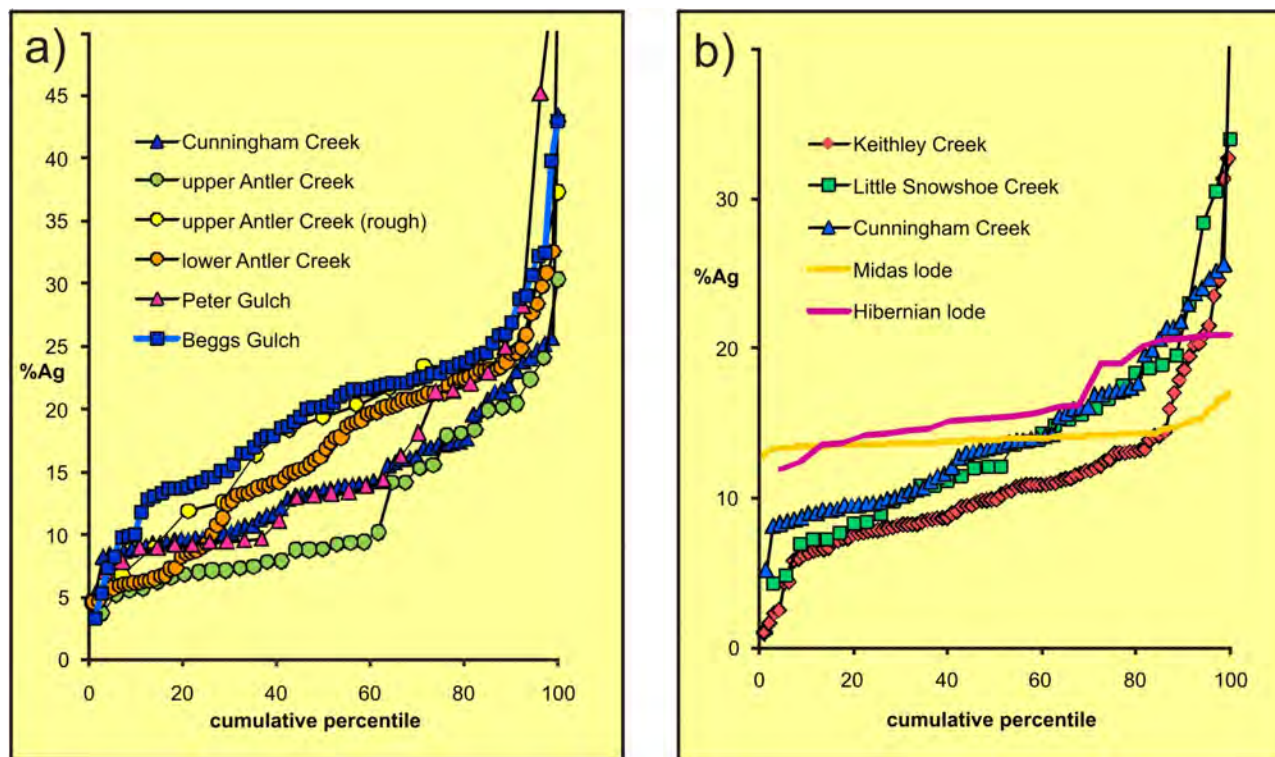 a)
45
40
35
30
25
%Ag
20
15
10
5
0
Cunningham Creek
upper Antler Creek
upper Antler Creek (rough)
lower Antler Creek
Peter Gulch
Beggs Gulch
0 20 40 60 80 100
cumulative percentile
b)
30
%Ag
20
10
0
Keithley Creek
Little Snowshoe Creek
Cunningham Creek
Midas lode
Hibernian lode
0 20 40 60 80 100
cumulative percentile